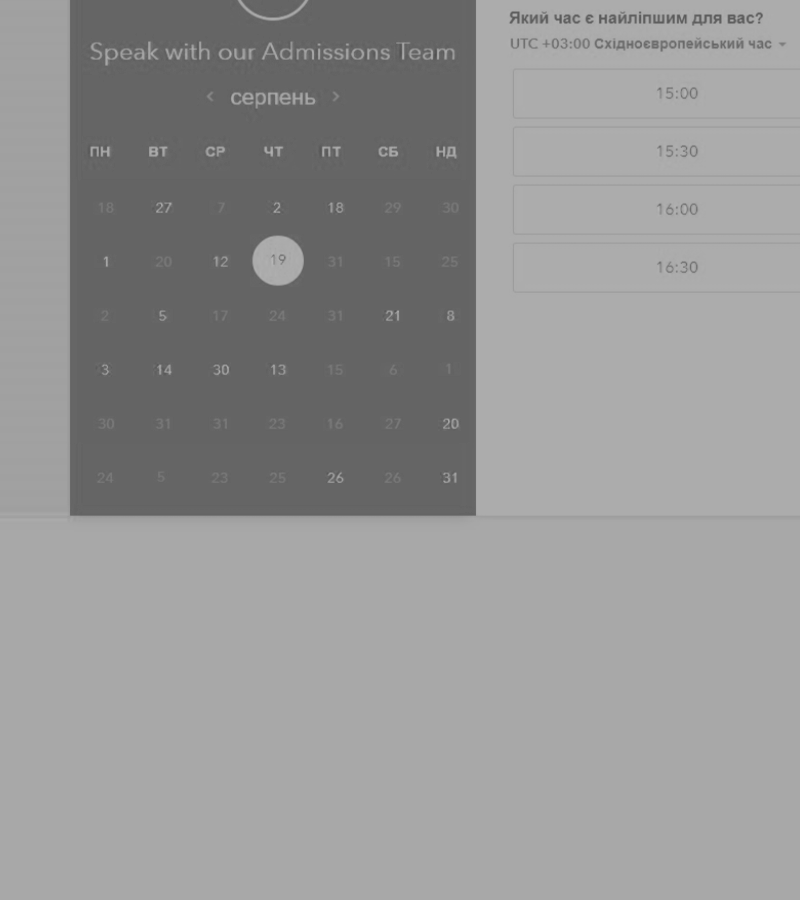 Speak with our Admissions Team
серпень
ПН ВТ СР ЧТ ПТ СБ НД
18 27 7 2 18 29 30
1 20 12 19 31 15 25
2 5 17 24 31 21 8
3 14 30 13 15 6 1
30 31 31 23 16 27 20
24 5 23 25 26 26 31
Який час є найліпшим для вас?
UTC +03:00 Східноєвропейський час
15:00
15:30
16:00
16:30